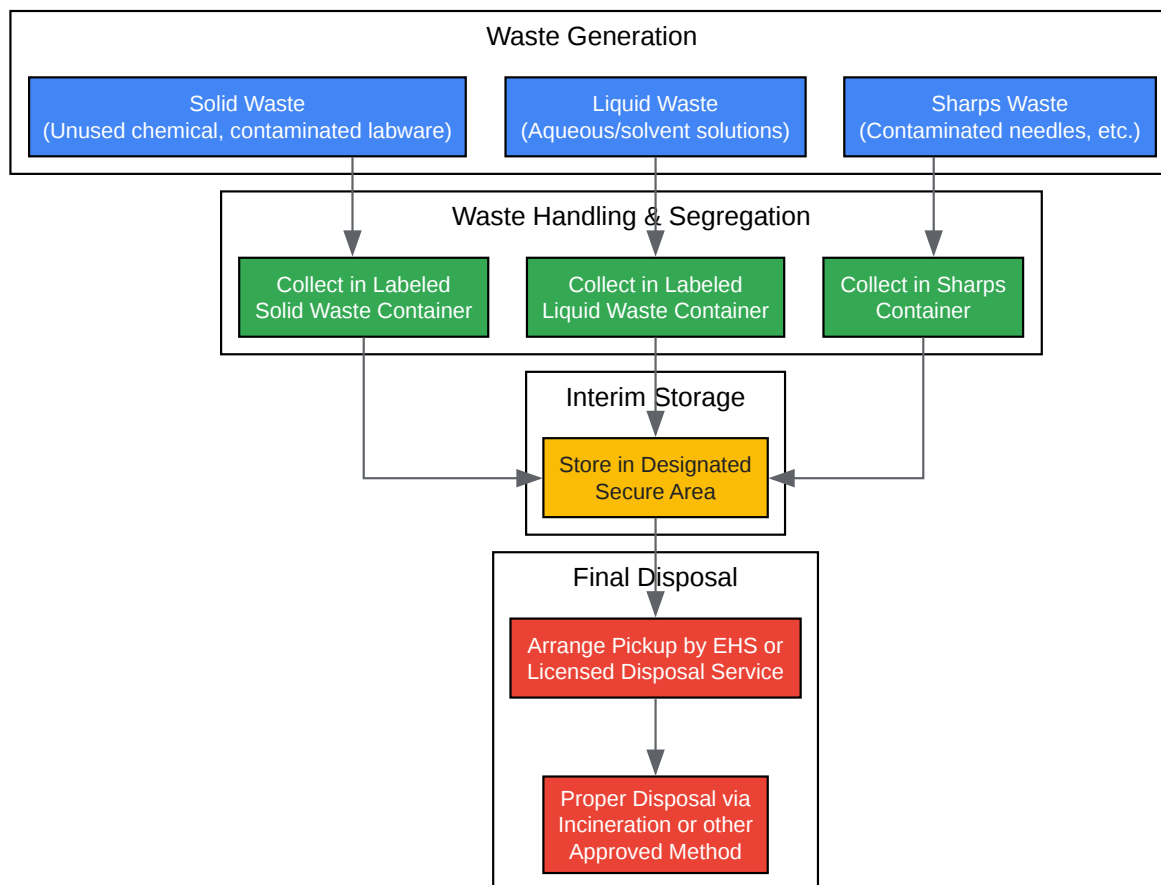 Waste Generation
Solid Waste
(Unused chemical, contaminated labware)
Liquid Waste
(Aqueous/solvent solutions)
Sharps Waste
(Contaminated needles, etc.)
Waste Handling & Segregation
Collect in Labeled
Solid Waste Container
Collect in Labeled
Liquid Waste Container
Collect in Sharps
Container
Interim Storage
Store in Designated
Secure Area
Final Disposal
Arrange Pickup by EHS or
Licensed Disposal Service
Proper Disposal via
Incineration or other
Approved Method